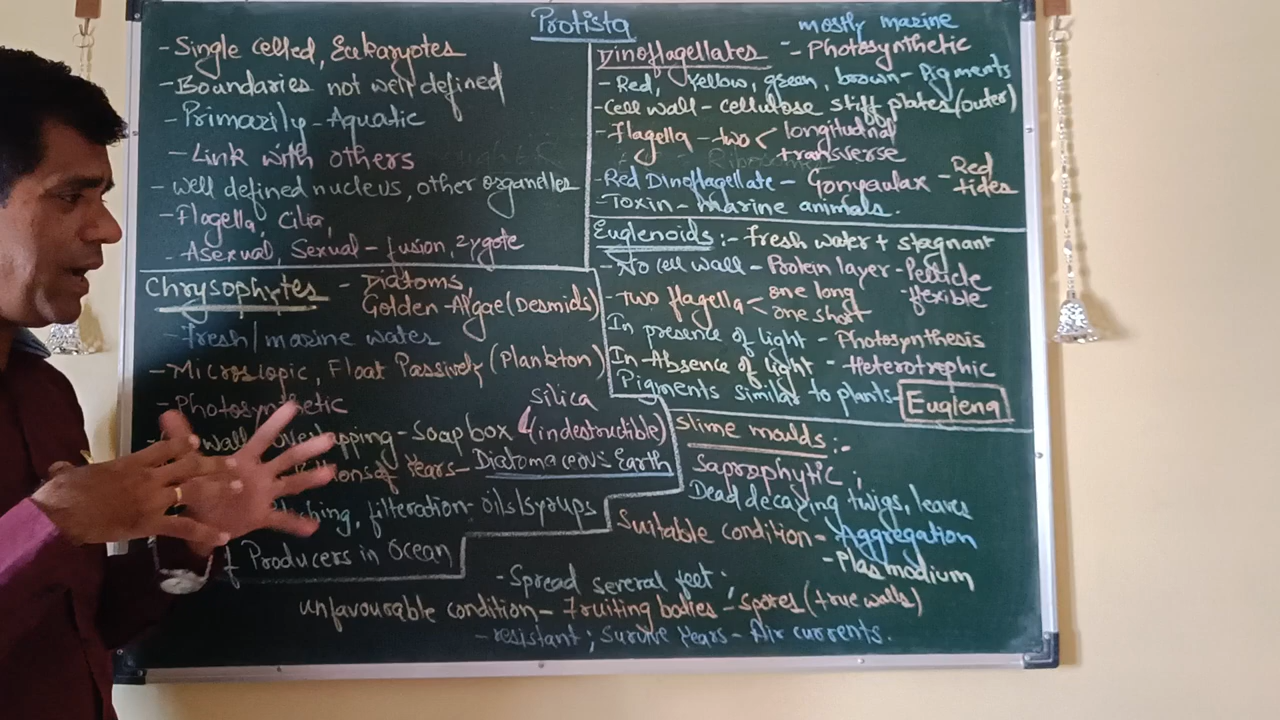 Protista
- Single celled, Eukaryotes
- Boundaries not well defined
- Primarily - Aquatic
- Link with others
- well defined nucleus, other organelles
- Flagella, Cilia,
- Asexual, Sexual - fusion, zygote
Chrysophytes - Diatoms,
Golden-Algae (Desmids)
- Fresh/marine water
- Microscopic, Float Passively (Plankton)
- Photosynthetic
wall overlapping - Soap box (indestructible)
silica
of Years - Diatomaceous Earth
filteration - oils/syrups
f Producers in Ocean
mostly marine
Dinoflagellates - Photosynthetic
- Red, Yellow, green, brown - Pigments
- Cell wall - cellulose stiff plates (outer)
- Flagella - two < longitudnal
transverse
- Red Dinoflagellate - Gonyaulax - Red tides
- Toxin - marine animals.
Euglenoids :- fresh water + stagnant
- No cell wall - Protein layer - Pellicle
- flexible
- Two flagella < one long
one short
In presence of light - Photosynthesis
In Absence of light - Heterotrophic
Pigments similar to plants - Euglena
Slime moulds :-
Saprophytic ;
Dead decaying twigs, leaves
Suitable condition - Aggregation
- Plasmodium
- Spread several feet ;
unfavourable condition - Fruiting bodies - spores (true walls)
- resistant ; Survive Years - Air currents.